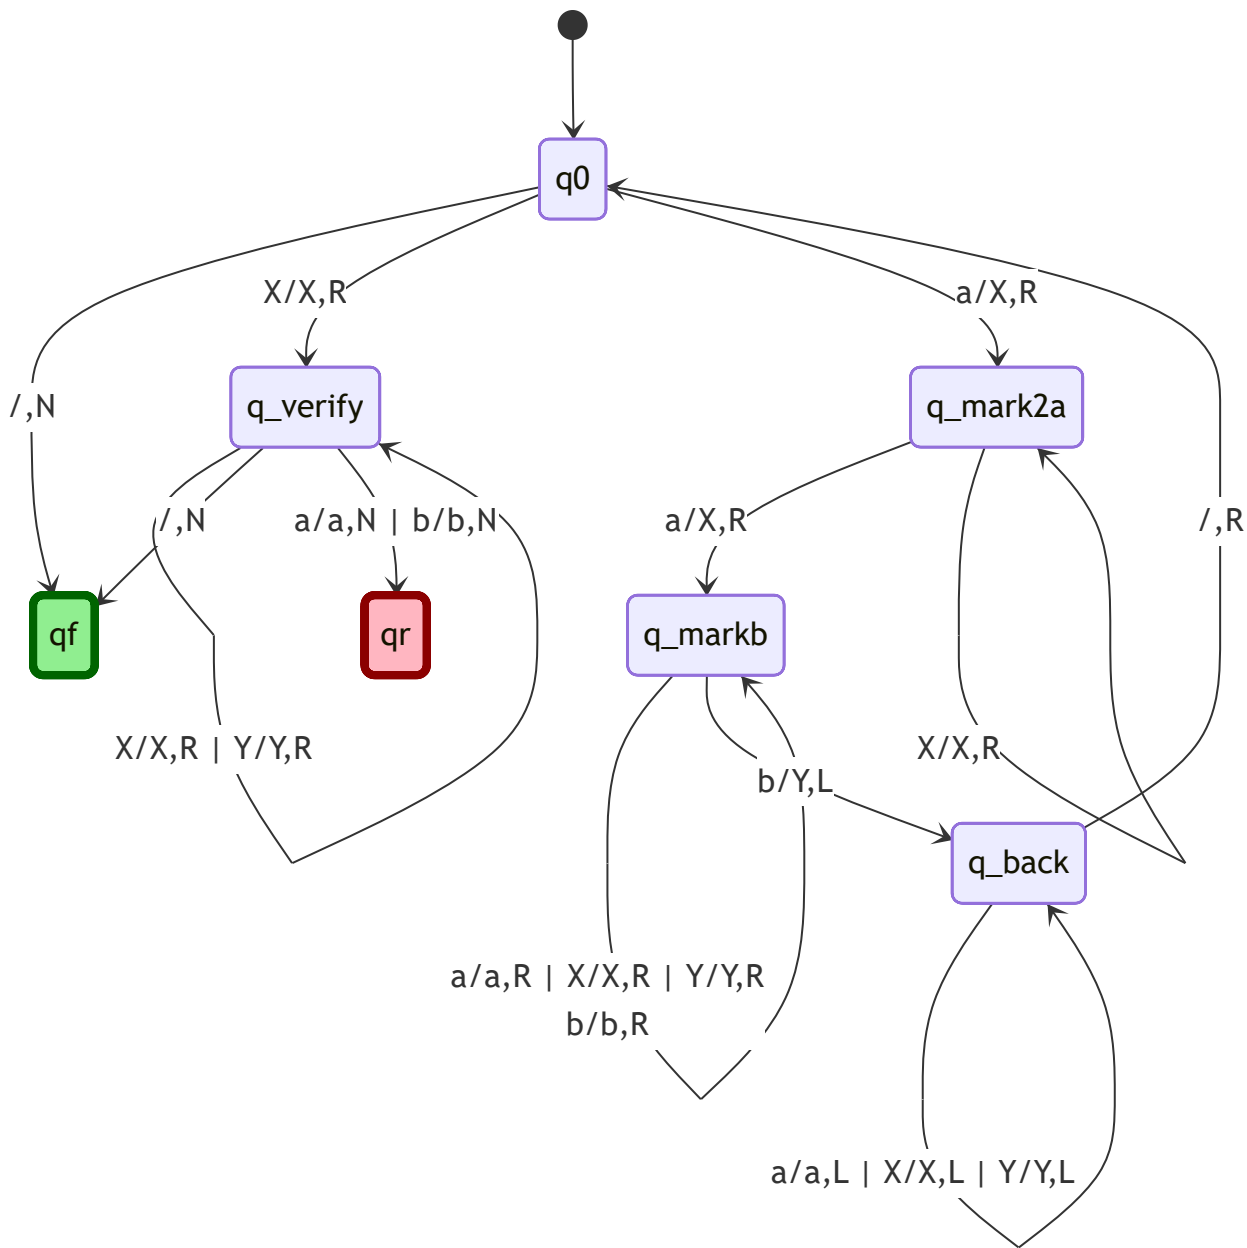 q0
X/X,R
a/X,R
/,N
q_verify
q_mark2a
/,N
a/a,N | b/b,N
a/X,R
/,R
qf
qr
q_markb
X/X,R | Y/Y,R
X/X,R
b/Y,L
q_back
a/a,R | X/X,R | Y/Y,R
b/b,R
a/a,L | X/X,L | Y/Y,L